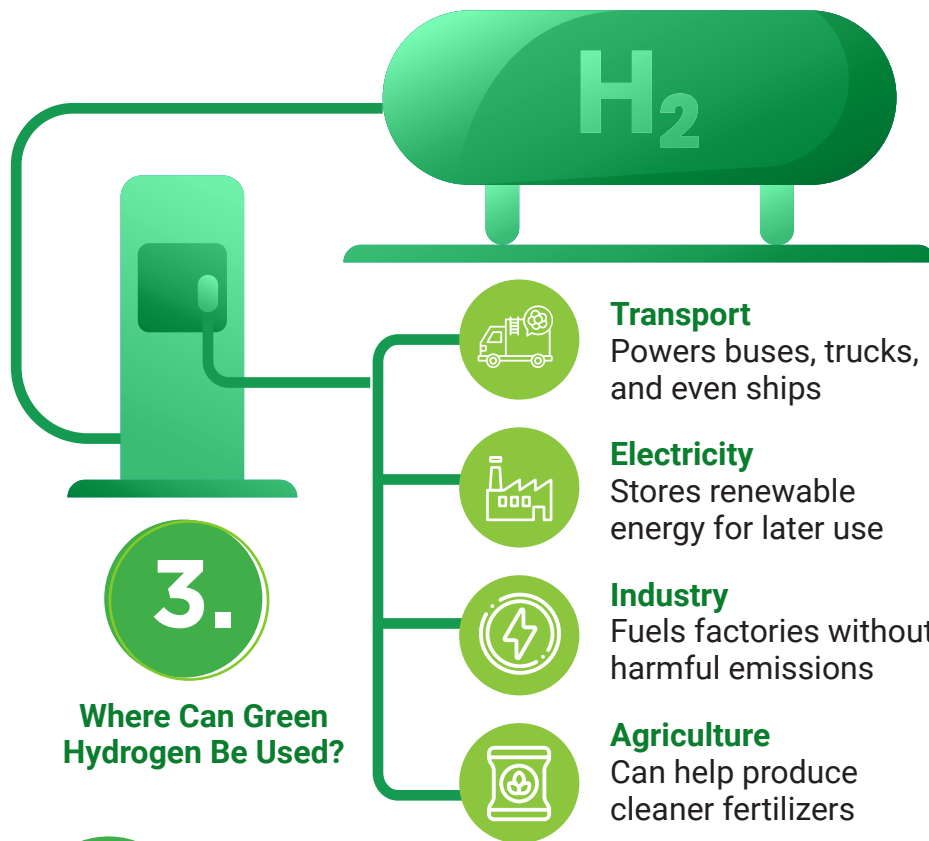 H2
Transport
Powers buses, trucks,
and even ships
Electricity
Stores renewable
energy for later use
Industry
Fuels factories without
harmful emissions
Agriculture
Can help produce
cleaner fertilizers
3.
Where Can Green
Hydrogen Be Used?